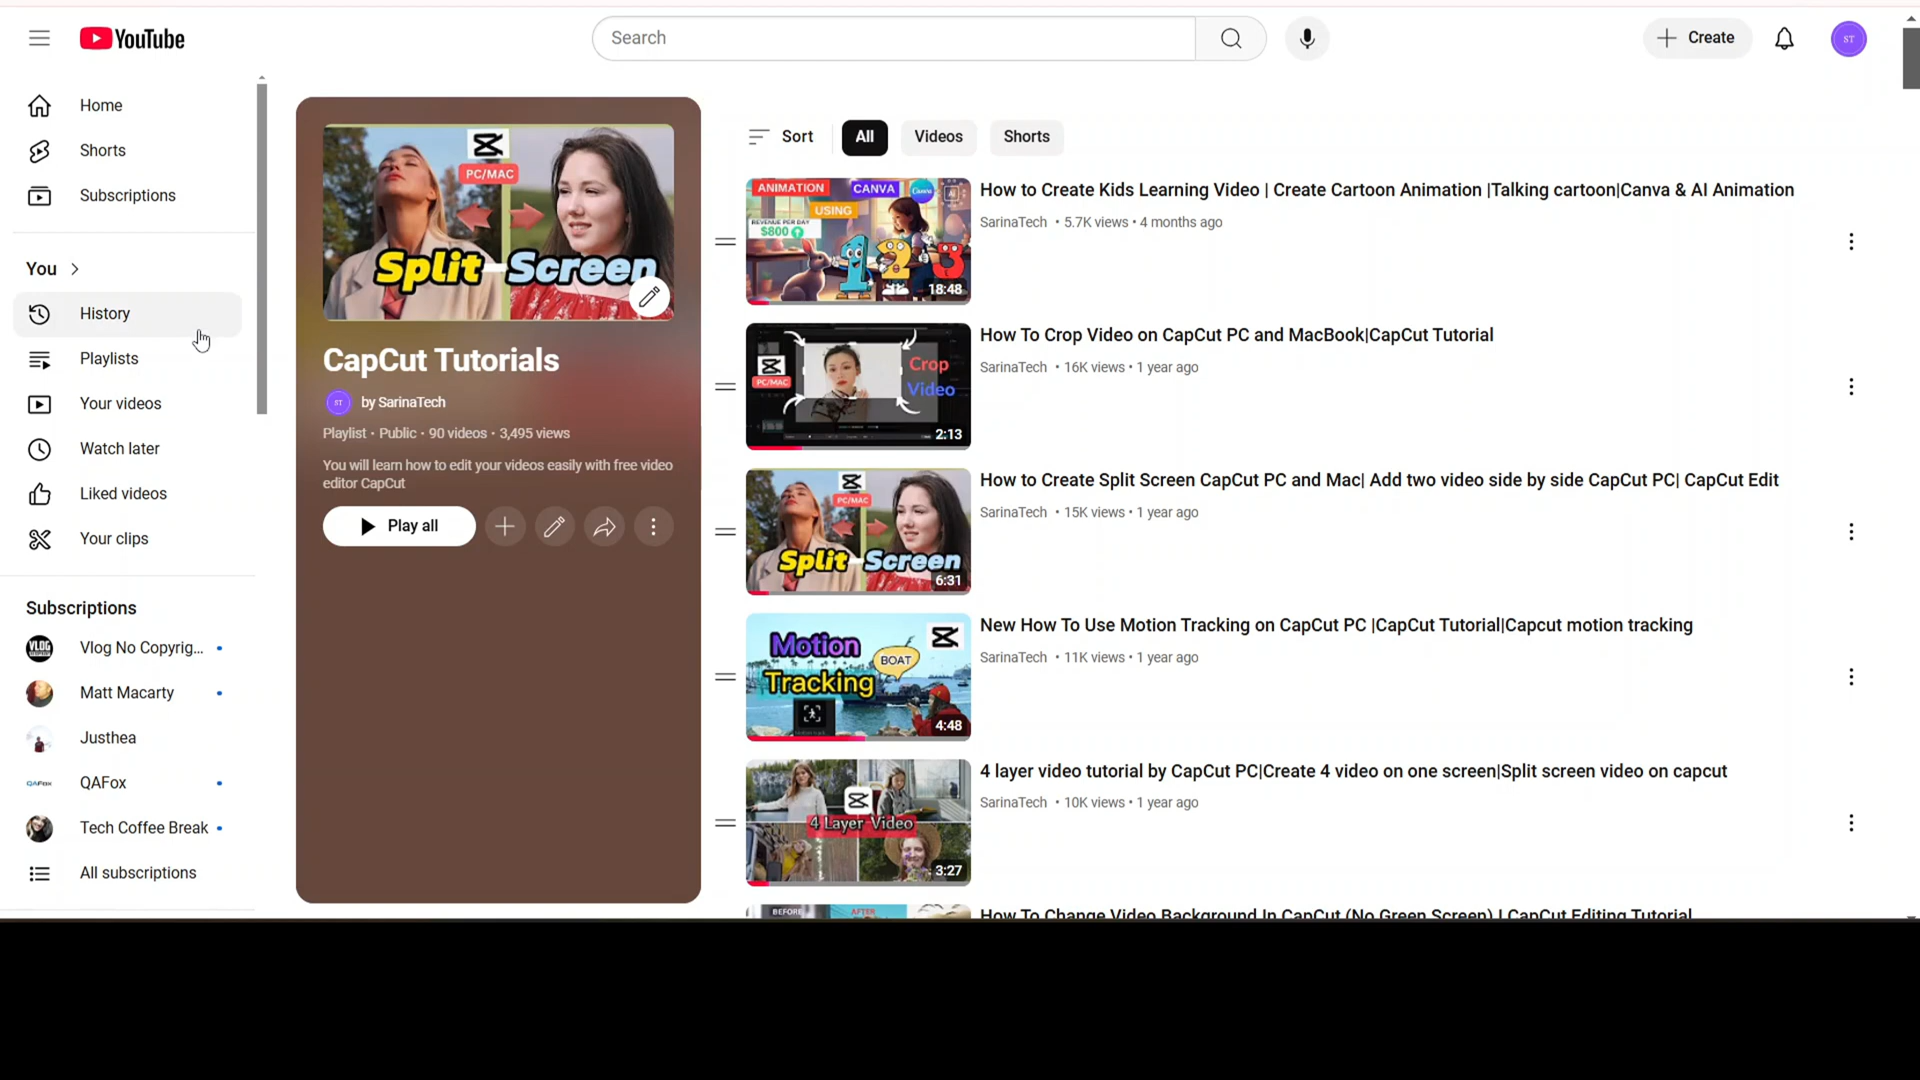 YouTube
Search
Create
ST
Home
Shorts
Subscriptions
You
History
Playlists
Your videos
Watch later
Liked videos
Your clips
Subscriptions
Vlog No Copyrig...
Matt Macarty
Justhea
QAFox
Tech Coffee Break
All subscriptions
PC/MAC
Split-Screen
CapCut Tutorials
ST by SarinaTech
Playlist • Public • 90 videos • 3,495 views
You will learn how to edit your videos easily with free video
editor CapCut
Play all
Sort
All
Videos
Shorts
ANIMATION
CANVA
Canva
USING
REVENUE PER DAY
$800
1 2 3
18:48
How to Create Kids Learning Video | Create Cartoon Animation |Talking cartoon|Canva & AI Animation
SarinaTech • 5.7K views • 4 months ago
PC/MAC
Crop
Video
2:13
How To Crop Video on CapCut PC and MacBook|CapCut Tutorial
SarinaTech • 16K views • 1 year ago
PC/MAC
Split-Screen
6:31
How to Create Split Screen CapCut PC and Mac| Add two video side by side CapCut PC| CapCut Edit
SarinaTech • 15K views • 1 year ago
Motion
Tracking
BOAT
4:48
New How To Use Motion Tracking on CapCut PC |CapCut Tutorial|Capcut motion tracking
SarinaTech • 11K views • 1 year ago
4 Layer Video
3:27
4 layer video tutorial by CapCut PC|Create 4 video on one screen|Split screen video on capcut
SarinaTech • 10K views • 1 year ago
BEFORE
AFTER
How To Change Video Background In CapCut (No Green Screen) | CapCut Editing Tutorial